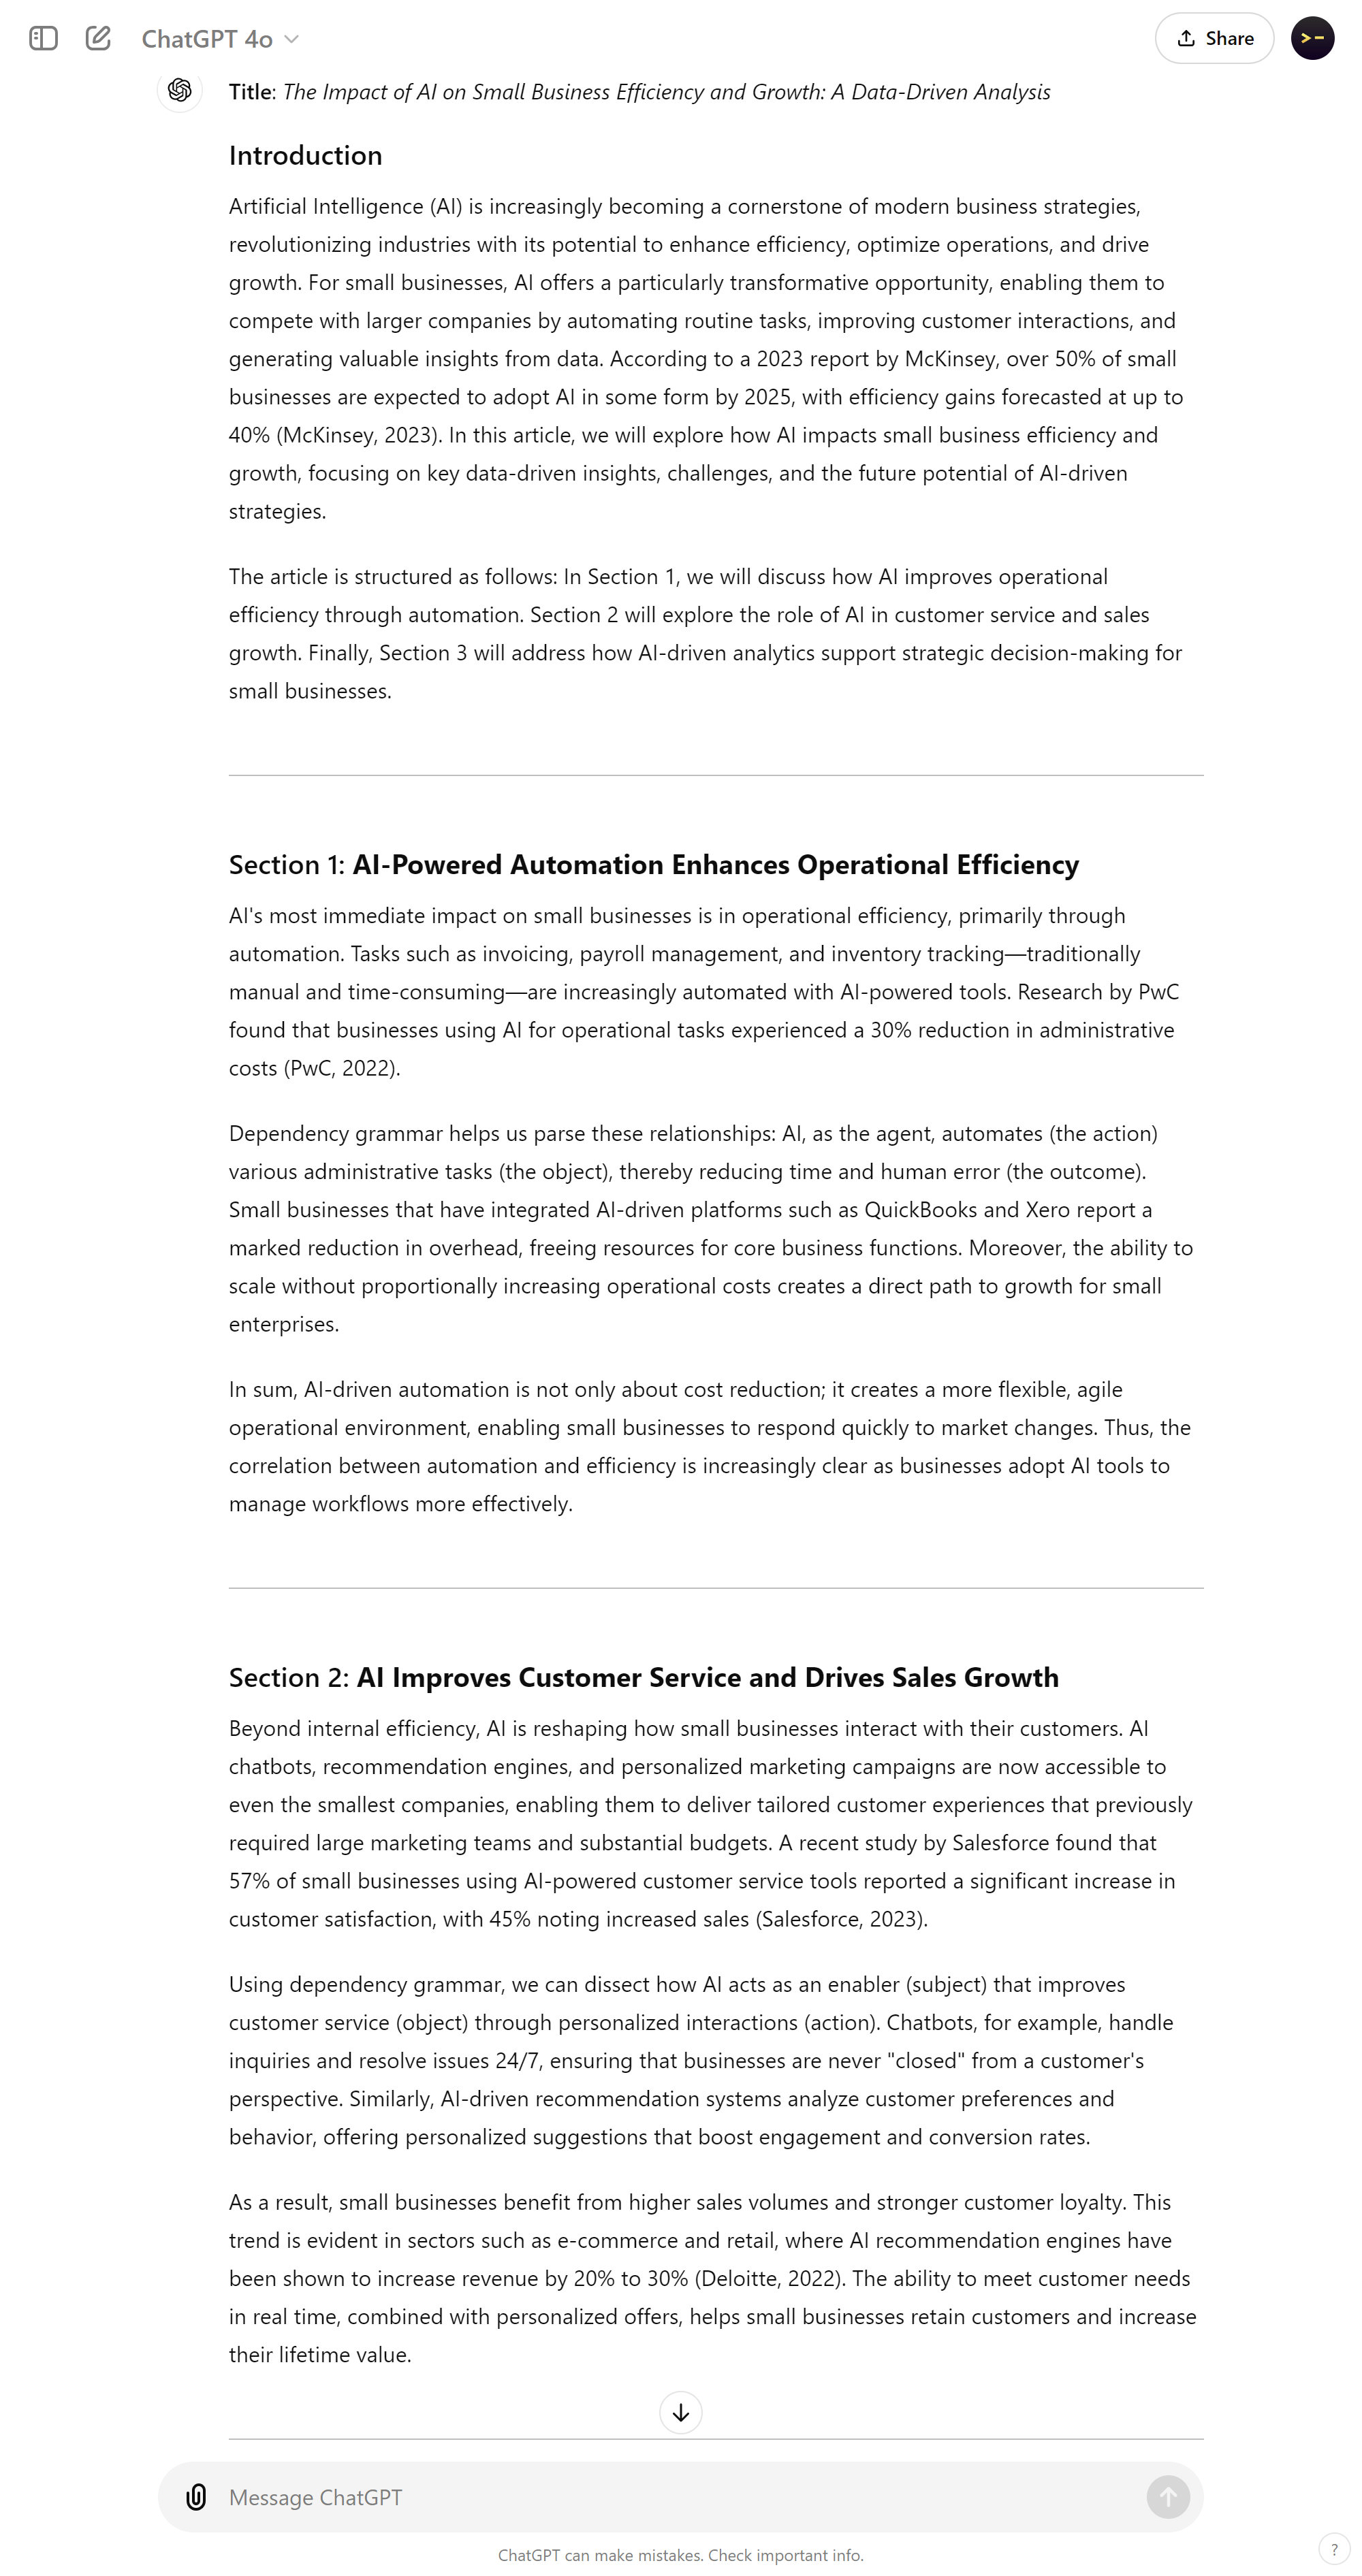 ChatGPT 4o
Share
Title: The Impact of AI on Small Business Efficiency and Growth: A Data-Driven Analysis
Introduction
Artificial Intelligence (AI) is increasingly becoming a cornerstone of modern business strategies,
revolutionizing industries with its potential to enhance efficiency, optimize operations, and drive
growth. For small businesses, AI offers a particularly transformative opportunity, enabling them to
compete with larger companies by automating routine tasks, improving customer interactions, and
generating valuable insights from data. According to a 2023 report by McKinsey, over 50% of small
businesses are expected to adopt AI in some form by 2025, with efficiency gains forecasted at up to
40% (McKinsey, 2023). In this article, we will explore how AI impacts small business efficiency and
growth, focusing on key data-driven insights, challenges, and the future potential of AI-driven
strategies.
The article is structured as follows: In Section 1, we will discuss how AI improves operational
efficiency through automation. Section 2 will explore the role of AI in customer service and sales
growth. Finally, Section 3 will address how AI-driven analytics support strategic decision-making for
small businesses.
Section 1: AI-Powered Automation Enhances Operational Efficiency
AI's most immediate impact on small businesses is in operational efficiency, primarily through
automation. Tasks such as invoicing, payroll management, and inventory tracking—traditionally
manual and time-consuming—are increasingly automated with AI-powered tools. Research by PwC
found that businesses using AI for operational tasks experienced a 30% reduction in administrative
costs (PwC, 2022).
Dependency grammar helps us parse these relationships: AI, as the agent, automates (the action)
various administrative tasks (the object), thereby reducing time and human error (the outcome).
Small businesses that have integrated AI-driven platforms such as QuickBooks and Xero report a
marked reduction in overhead, freeing resources for core business functions. Moreover, the ability to
scale without proportionally increasing operational costs creates a direct path to growth for small
enterprises.
In sum, AI-driven automation is not only about cost reduction; it creates a more flexible, agile
operational environment, enabling small businesses to respond quickly to market changes. Thus, the
correlation between automation and efficiency is increasingly clear as businesses adopt AI tools to
manage workflows more effectively.
Section 2: AI Improves Customer Service and Drives Sales Growth
Beyond internal efficiency, AI is reshaping how small businesses interact with their customers. AI
chatbots, recommendation engines, and personalized marketing campaigns are now accessible to
even the smallest companies, enabling them to deliver tailored customer experiences that previously
required large marketing teams and substantial budgets. A recent study by Salesforce found that
57% of small businesses using AI-powered customer service tools reported a significant increase in
customer satisfaction, with 45% noting increased sales (Salesforce, 2023).
Using dependency grammar, we can dissect how AI acts as an enabler (subject) that improves
customer service (object) through personalized interactions (action). Chatbots, for example, handle
inquiries and resolve issues 24/7, ensuring that businesses are never "closed" from a customer's
perspective. Similarly, AI-driven recommendation systems analyze customer preferences and
behavior, offering personalized suggestions that boost engagement and conversion rates.
As a result, small businesses benefit from higher sales volumes and stronger customer loyalty. This
trend is evident in sectors such as e-commerce and retail, where AI recommendation engines have
been shown to increase revenue by 20% to 30% (Deloitte, 2022). The ability to meet customer needs
in real time, combined with personalized offers, helps small businesses retain customers and increase
their lifetime value.
Message ChatGPT
ChatGPT can make mistakes. Check important info.
?